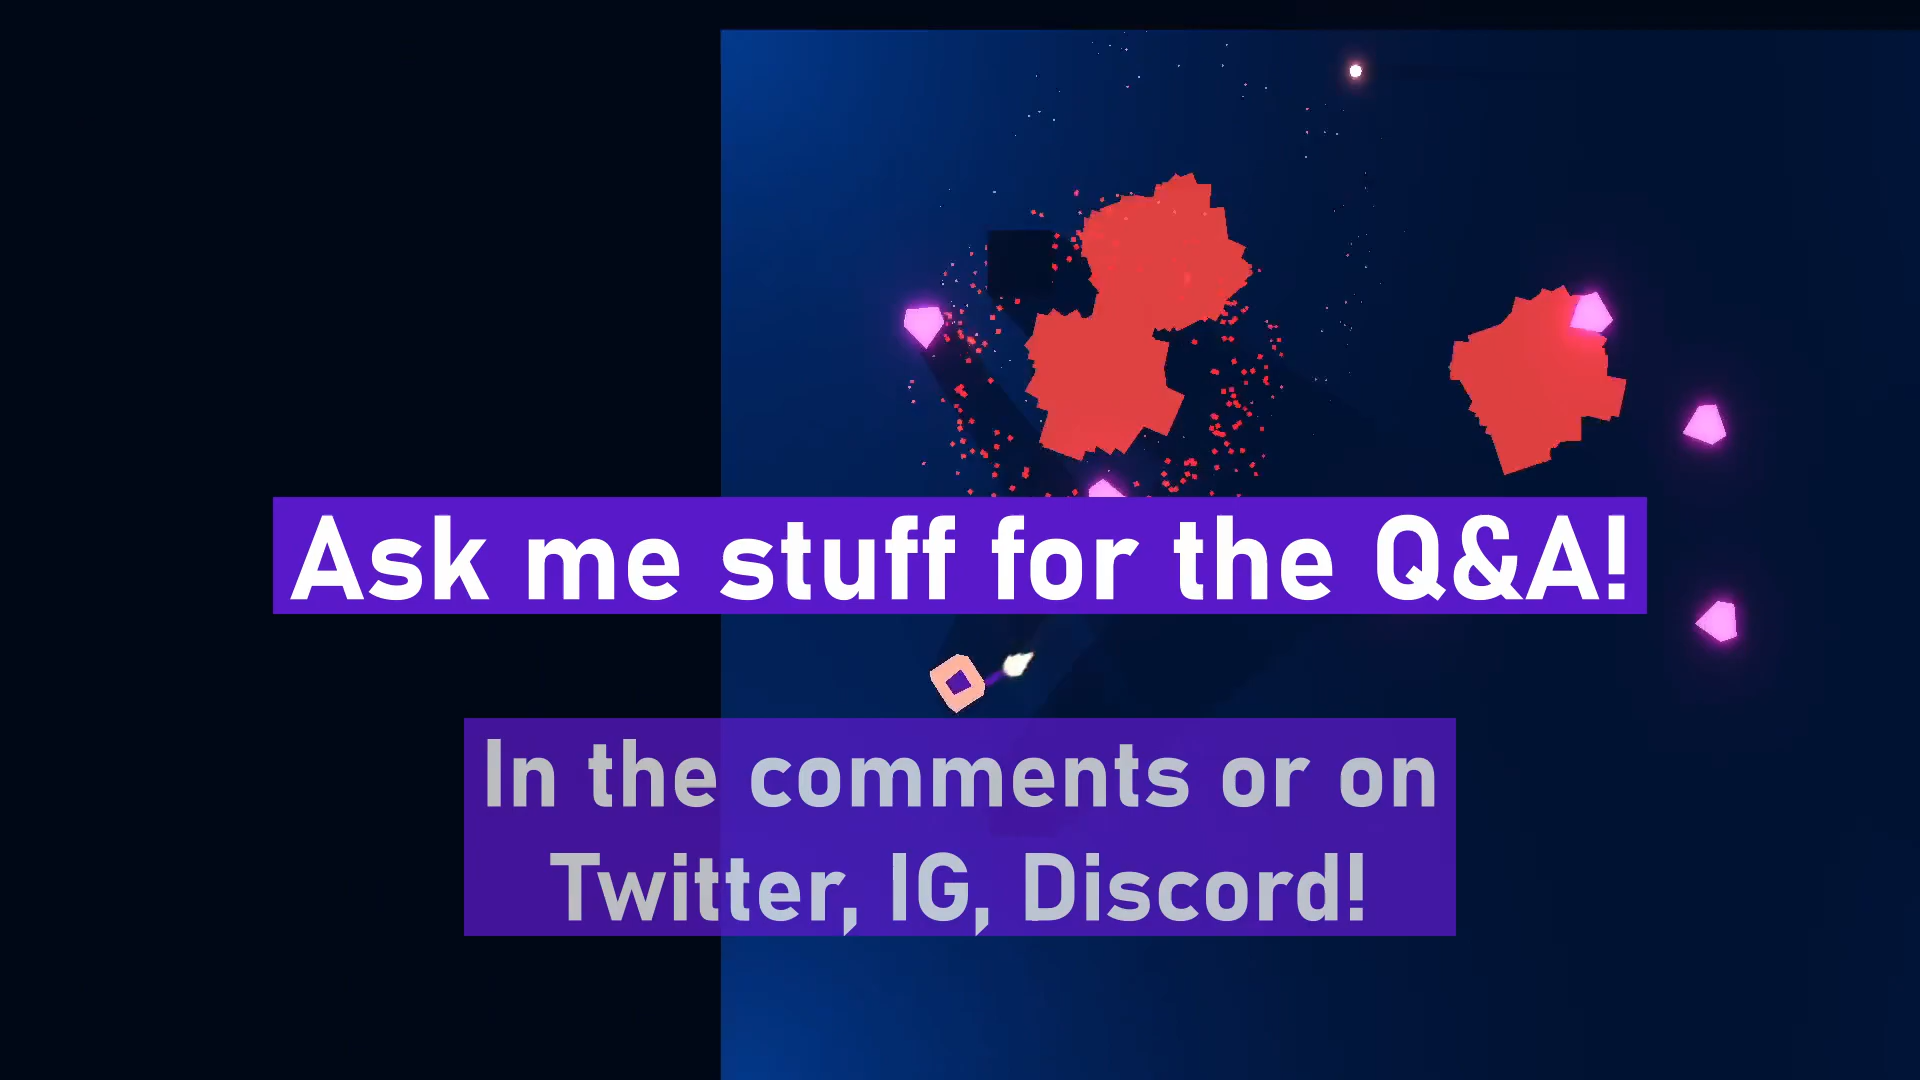 Ask me stuff for the Q&A!
In the comments or on
Twitter, IG, Discord!